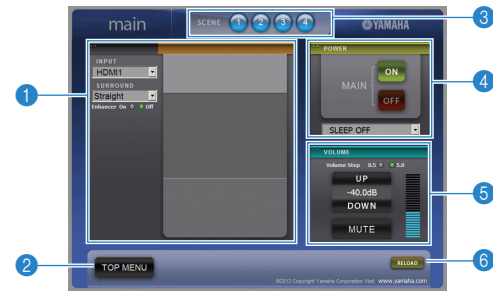 main
SCENE 1 2 3 4
YAMAHA
3
1
INPUT
HDMI1
SURROUND
Straight
Enhancer On Off
POWER
MAIN
ON
OFF
SLEEP OFF
4
VOLUME
Volume Step 0.5 5.0
UP
-40.0dB
DOWN
MUTE
5
2
TOP MENU
RELOAD
6
©2013 Copyright Yamaha Corporation Visit www.yamaha.com